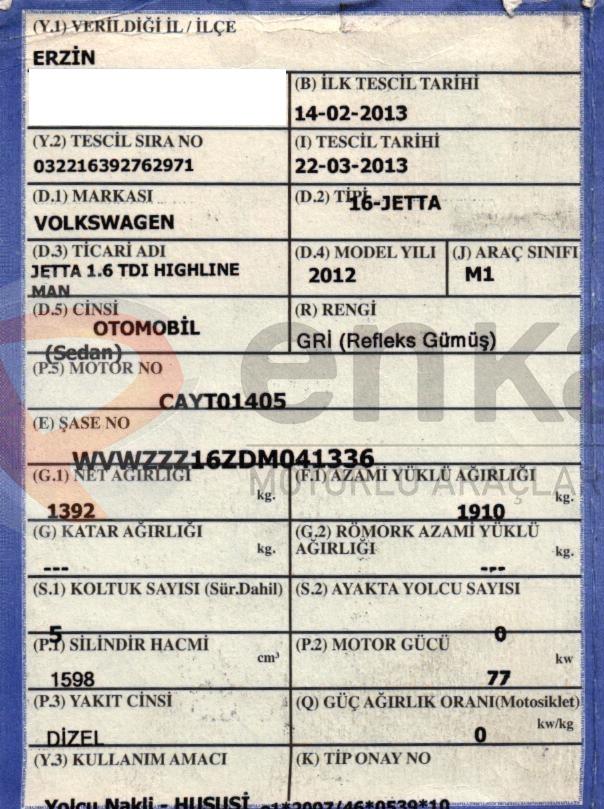 (Y.1) VERİLDİĞİ İL / İLÇE
ERZİN
(B) İLK TESCİL TARİHİ
14-02-2013
(Y.2) TESCİL SIRA NO
032216392762971
(I) TESCİL TARİHİ
22-03-2013
(D.1) MARKASI
VOLKSWAGEN
(D.2) TİPİ
16-JETTA
(D.3) TİCARİ ADI
JETTA 1.6 TDI HIGHLINE
MAN
(D.4) MODEL YILI
2012
(J) ARAÇ SINIFI
M1
(D.5) CİNSİ
OTOMOBİL
(Sedan)
(R) RENGİ
GRİ (Refleks Gümüş)
(P.5) MOTOR NO
CAYT01405
(E) ŞASE NO
WVWZZZ16ZDM041336
(G.1) NET AĞIRLIĞI
kg.
1392
(F.1) AZAMİ YÜKLÜ AĞIRLIĞI
kg.
1910
(G) KATAR AĞIRLIĞI
kg.
---
(G.2) RÖMORK AZAMİ YÜKLÜ
AĞIRLIĞI
kg.
---
(S.1) KOLTUK SAYISI (Sür.Dahil)
5
(S.2) AYAKTA YOLCU SAYISI
0
(P.1) SİLİNDİR HACMİ
cm³
1598
(P.2) MOTOR GÜCÜ
kw
77
(P.3) YAKIT CİNSİ
DİZEL
(Q) GÜÇ AĞIRLIK ORANI(Motosiklet)
kw/kg
0
(Y.3) KULLANIM AMACI
Yolcu Nakli - HUSUSİ
(K) TİP ONAY NO
e1*2007/46*0539*10
enka
MOTORLU ARAÇLAR